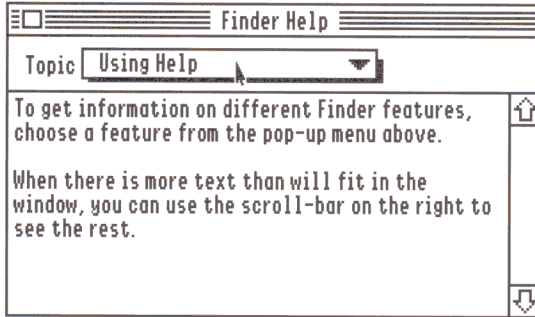 Finder Help
Topic Using Help
To get information on different Finder features,
choose a feature from the pop-up menu above.
When there is more text than will fit in the
window, you can use the scroll-bar on the right to
see the rest.